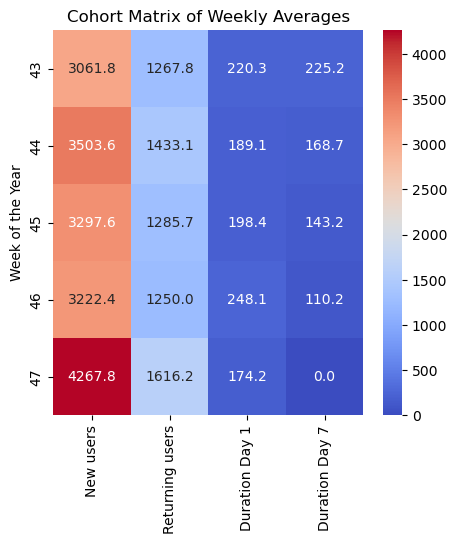 Cohort Matrix of Weekly Averages
Week of the Year
43 3061.8 1267.8 220.3 225.2
44 3503.6 1433.1 189.1 168.7
45 3297.6 1285.7 198.4 143.2
46 3222.4 1250.0 248.1 110.2
47 4267.8 1616.2 174.2 0.0
New users
Returning users
Duration Day 1
Duration Day 7
4000
3500
3000
2500
2000
1500
1000
500
0